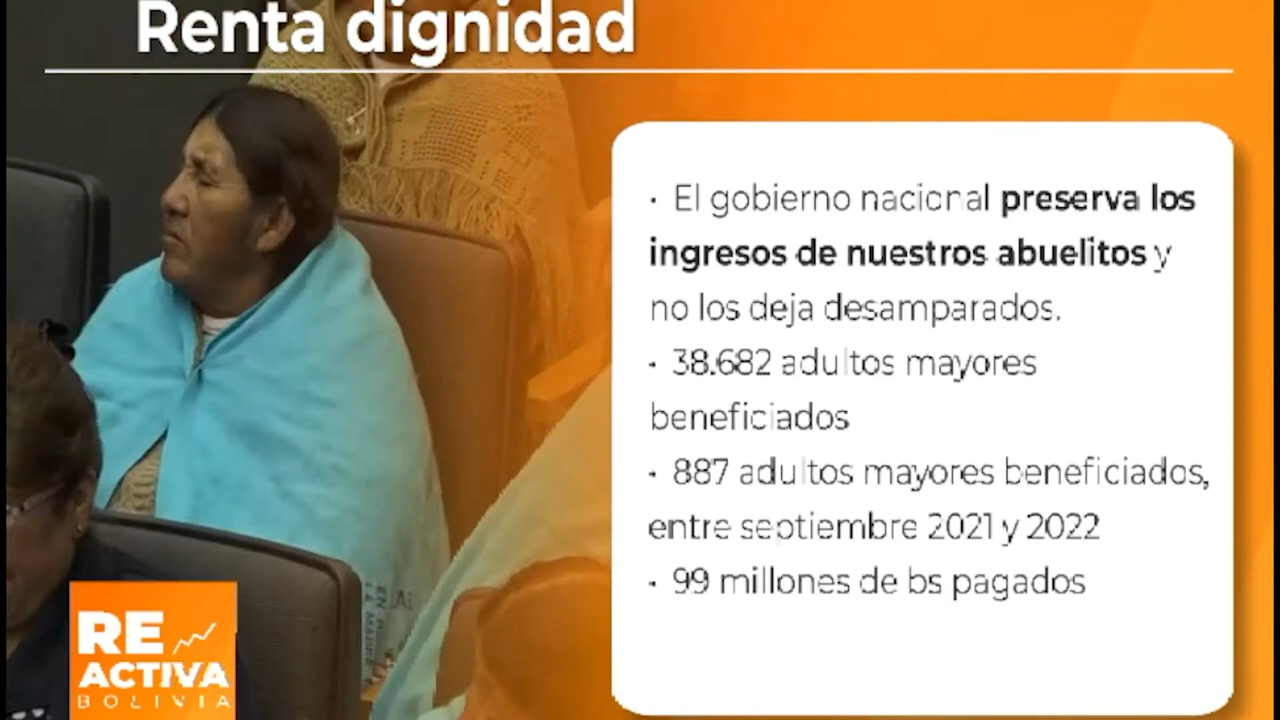 Renta dignidad
· El gobierno nacional preserva los
ingresos de nuestros abuelitos y
no los deja desamparados.
· 38.682 adultos mayores
beneficiados
· 887 adultos mayores beneficiados,
entre septiembre 2021 y 2022
· 99 millones de bs pagados
RE
ACTIVA
BOLIVIA